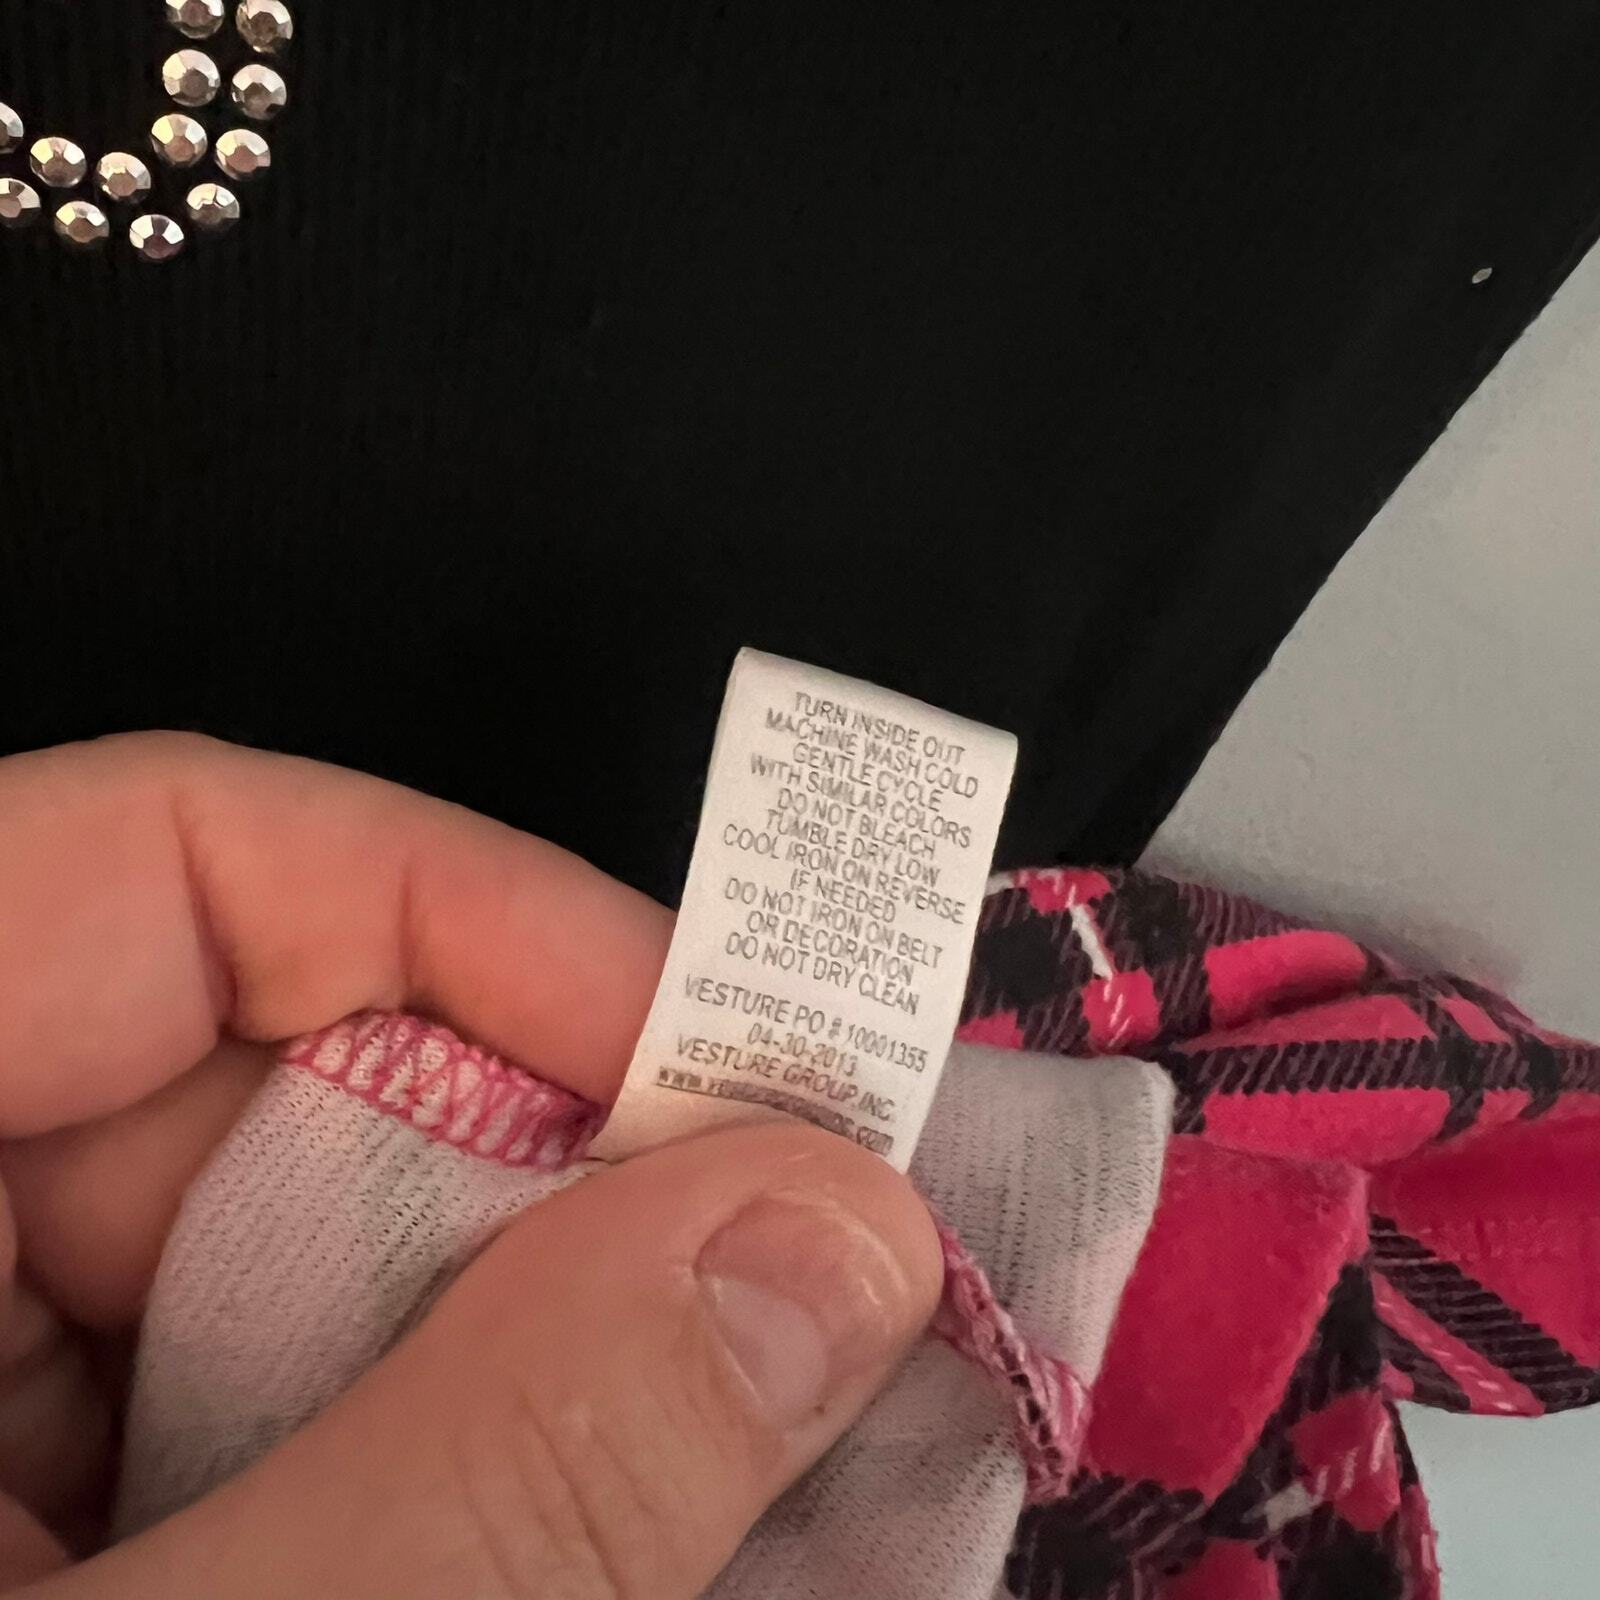 TURN INSIDE OUT
MACHINE WASH COLD
GENTLE CYCLE
WITH SIMILAR COLORS
DO NOT BLEACH
TUMBLE DRY LOW
COOL IRON ON REVERSE
IF NEEDED
DO NOT IRON ON BELT
OR DECORATION
DO NOT DRY CLEAN
VESTURE PO # 10001355
04-30-2013
VESTURE GROUP, INC